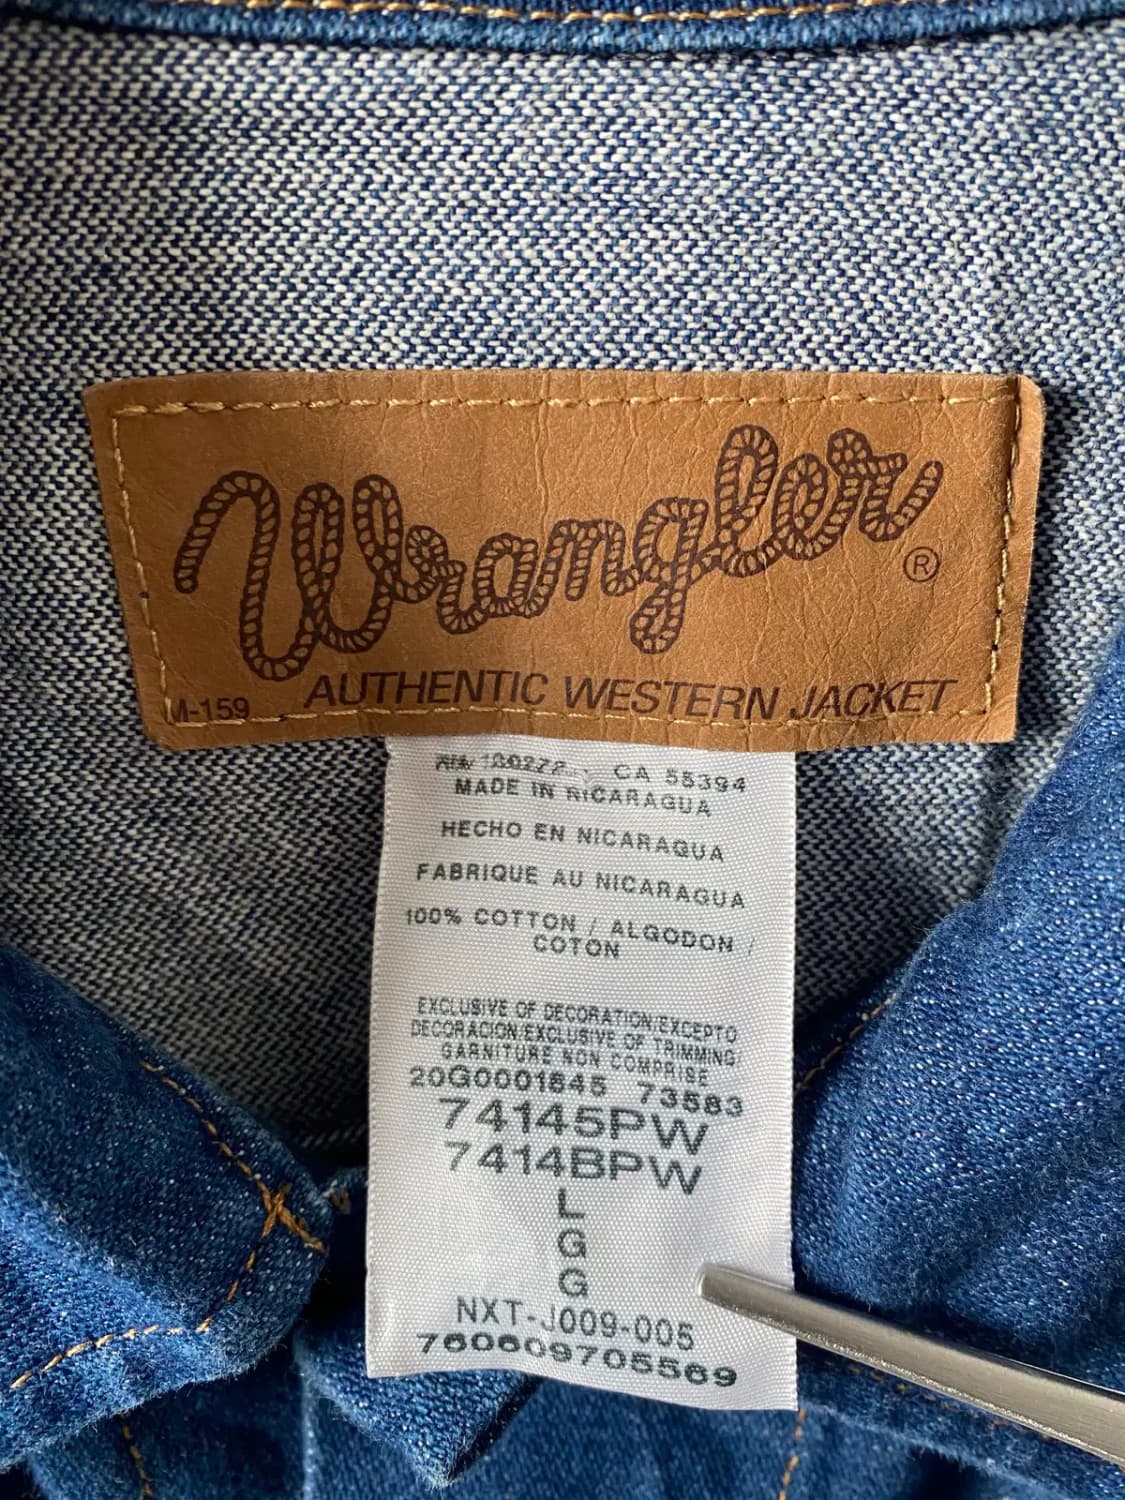 Wrangler ®
M-159 AUTHENTIC WESTERN JACKET
CA 55394
MADE IN NICARAGUA
HECHO EN NICARAQUA
FABRIQUE AU NICARAGUA
100% COTTON / ALGODON /
COTON
EXCLUSIVE OF DECORATION/EXCEPTO
DECORACION/EXCLUSIVE OF TRIMMING
GARNITURE NON COMPRISE
20G0001845 73583
74145PW
7414BPW
L
G
G
NXT-J009-005
760609705569